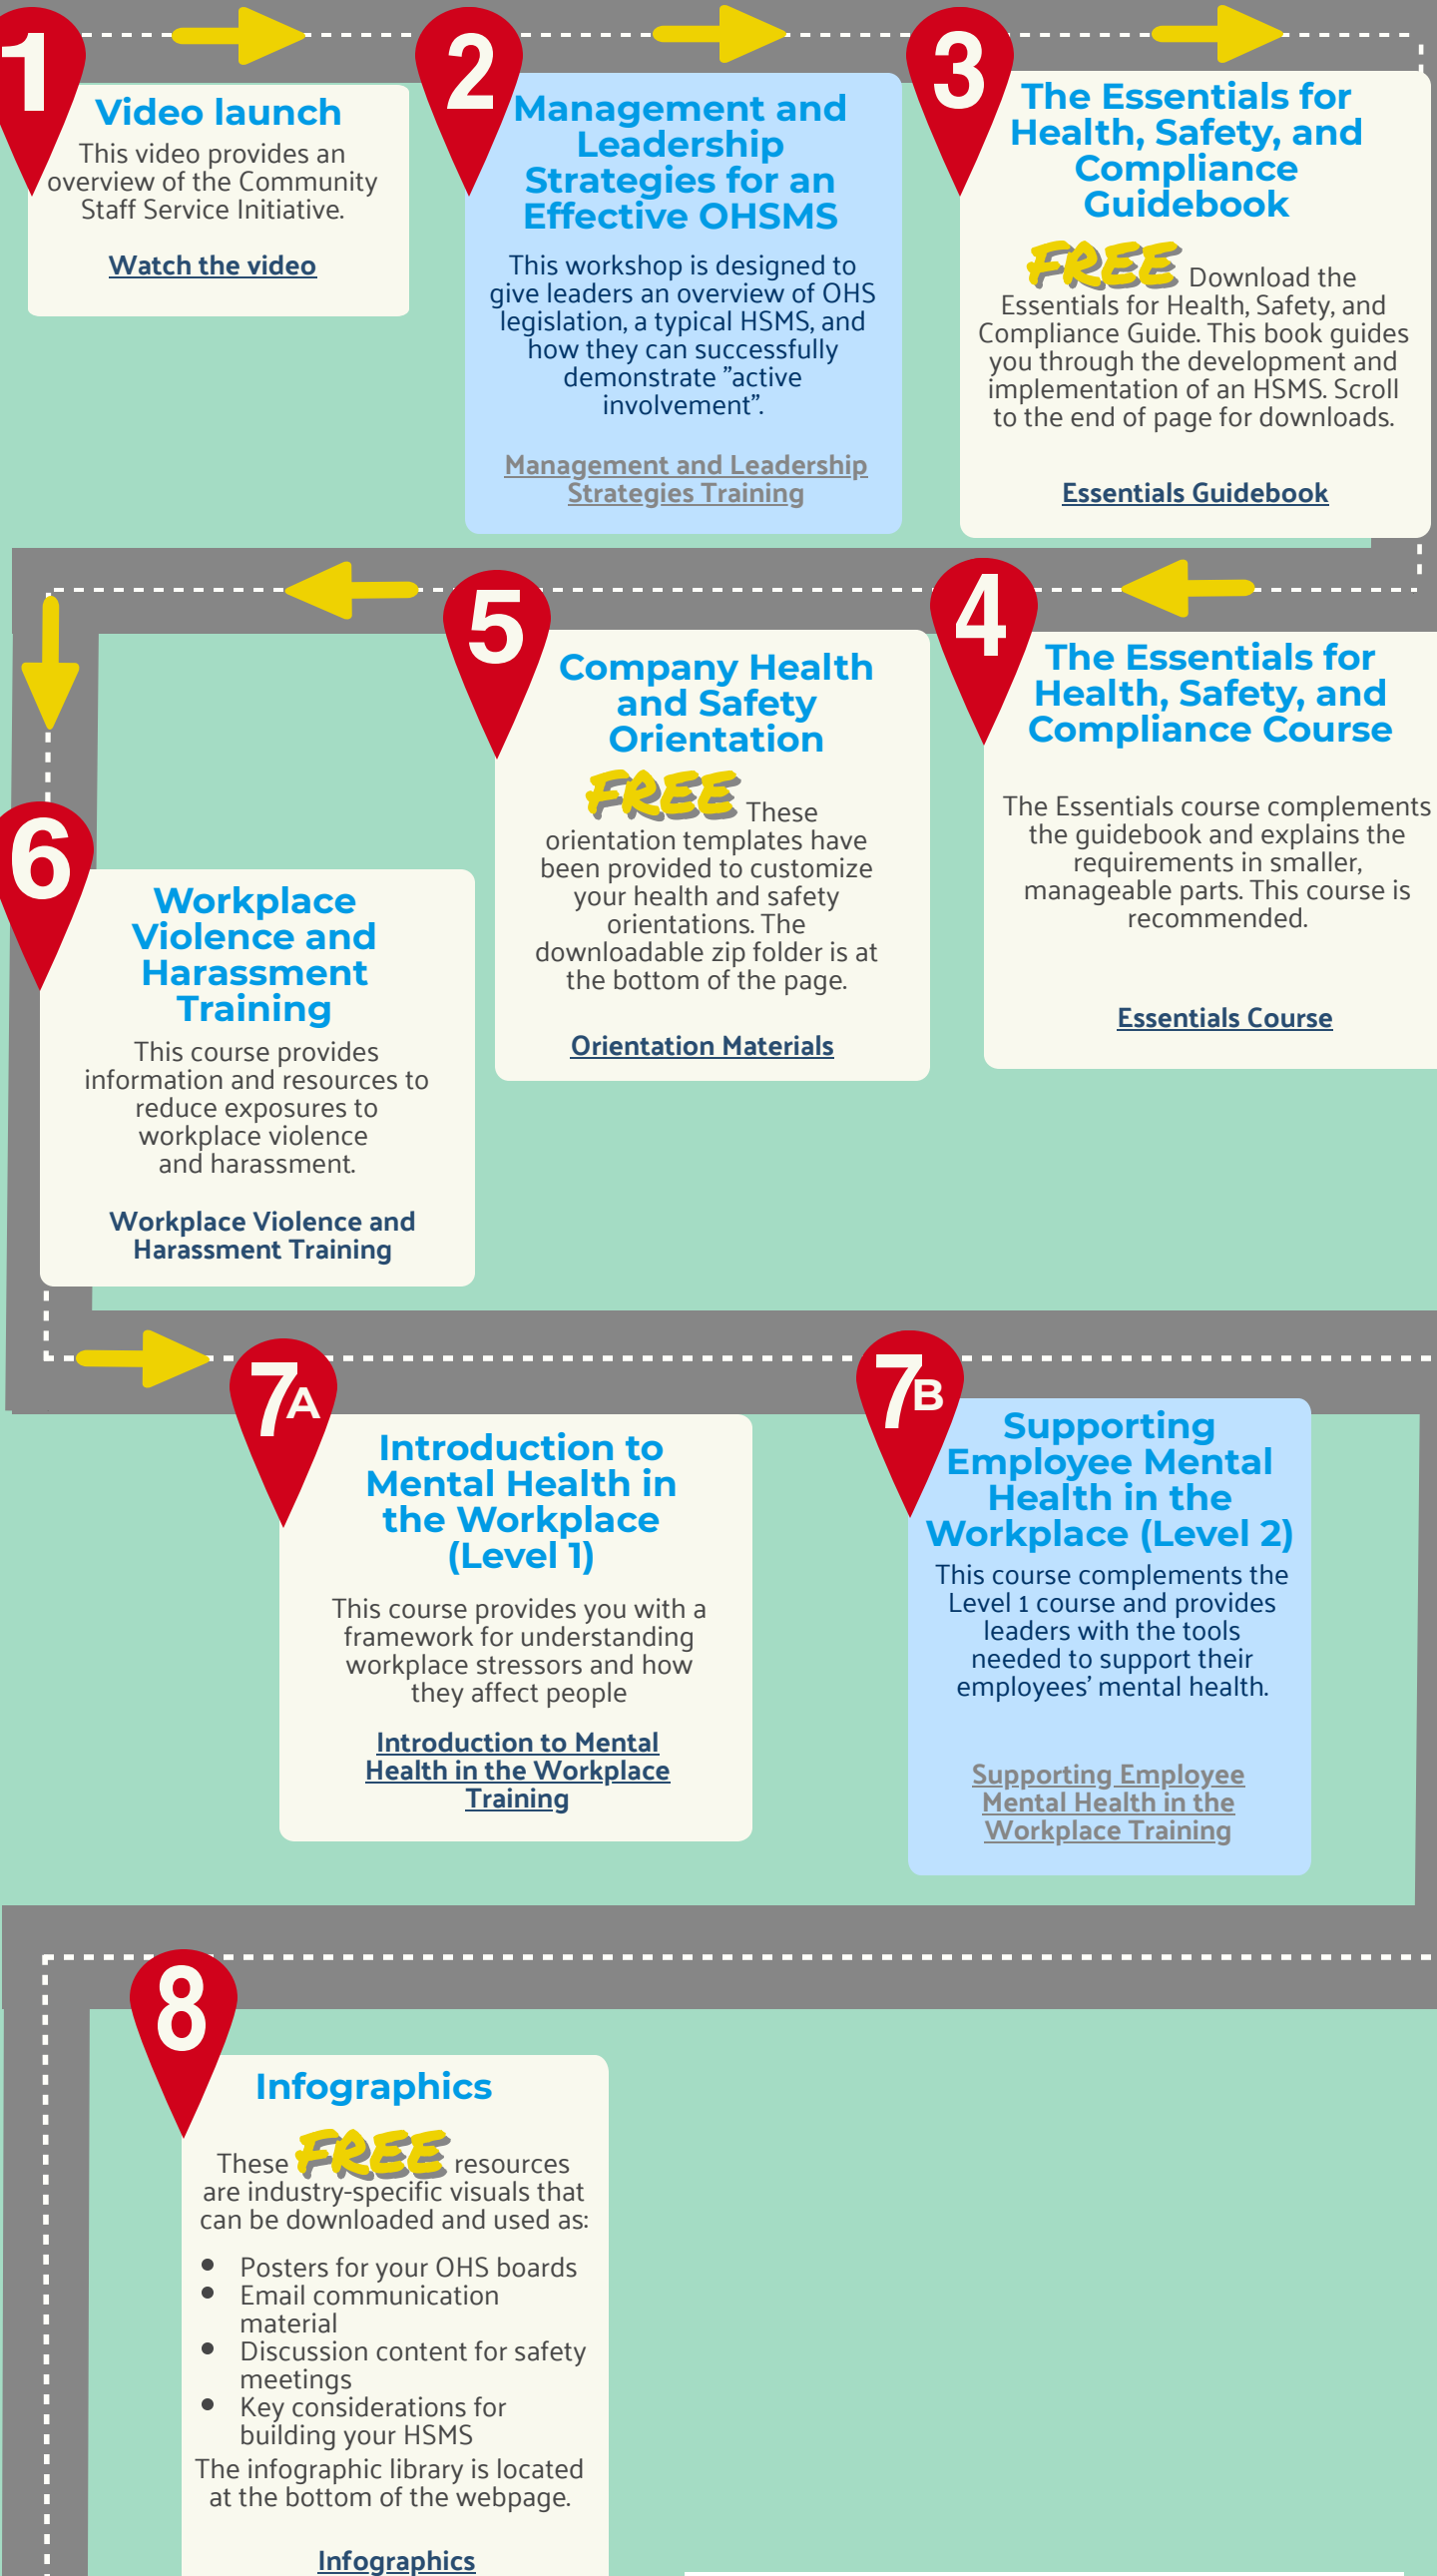 1
Video launch
This video provides an
overview of the Community
Staff Service Initiative.
Watch the video
2
Management and
Leadership
Strategies for an
Effective OHSMS
This workshop is designed to
give leaders an overview of OHS
legislation, a typical HSMS, and
how they can successfully
demonstrate "active
involvement".
Management and Leadership
Strategies Training
3
The Essentials for
Health, Safety, and
Compliance
Guidebook
FREE Download the
Essentials for Health, Safety, and
Compliance Guide. This book guides
you through the development and
implementation of an HSMS. Scroll
to the end of page for downloads.
Essentials Guidebook
4
The Essentials for
Health, Safety, and
Compliance Course
The Essentials course complements
the guidebook and explains the
requirements in smaller,
manageable parts. This course is
recommended.
Essentials Course
5
Company Health
and Safety
Orientation
FREE These
orientation templates have
been provided to customize
your health and safety
orientations. The
downloadable zip folder is at
the bottom of the page.
Orientation Materials
6
Workplace
Violence and
Harassment
Training
This course provides
information and resources to
reduce exposures to
workplace violence
and harassment.
Workplace Violence and
Harassment Training
7A
Introduction to
Mental Health in
the Workplace
(Level 1)
This course provides you with a
framework for understanding
workplace stressors and how
they affect people
Introduction to Mental
Health in the Workplace
Training
7B
Supporting
Employee Mental
Health in the
Workplace (Level 2)
This course complements the
Level 1 course and provides
leaders with the tools
needed to support their
employees' mental health.
Supporting Employee
Mental Health in the
Workplace Training
8
Infographics
These FREE resources
are industry-specific visuals that
can be downloaded and used as:
• Posters for your OHS boards
• Email communication
material
• Discussion content for safety
meetings
• Key considerations for
building your HSMS
The infographic library is located
at the bottom of the webpage.
Infographics